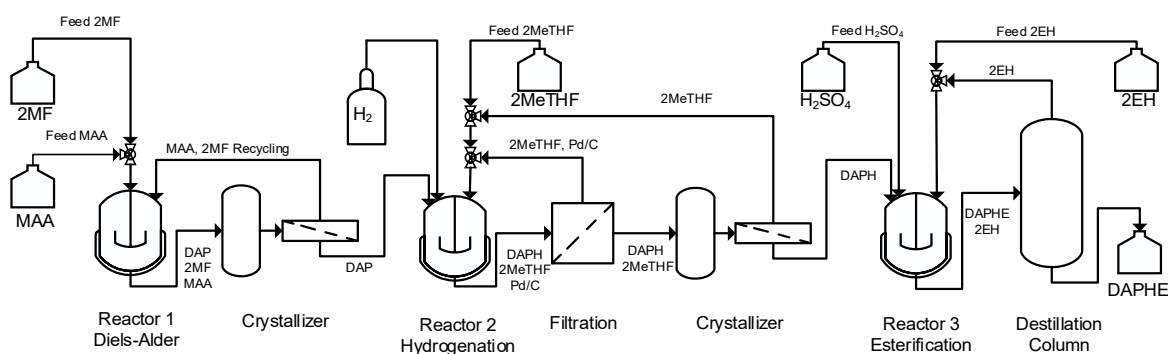 Feed 2MF
2MF
Feed MAA
MAA
MAA, 2MF Recycling
DAP
2MF
MAA
DAP
Reactor 1
Diels-Alder
Crystallizer
H2
Feed 2MeTHF
2MeTHF
2MeTHF
2MeTHF, Pd/C
DAPH
2MeTHF
Pd/C
DAPH
2MeTHF
Reactor 2
Hydrogenation
Filtration
Crystallizer
Feed H2SO4
H2SO4
DAPH
Feed 2EH
2EH
2EH
DAPHE
2EH
DAPHE
Reactor 3
Esterification
Destillation
Column